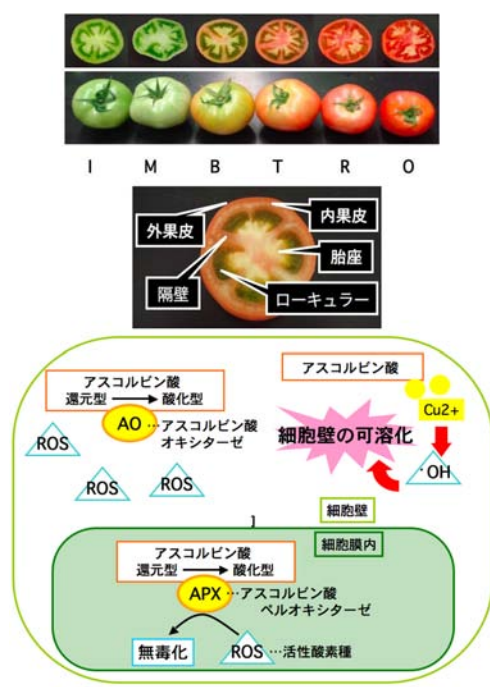 I M B T R O
外果皮
内果皮
胎座
隔壁
ローキュラー
アスコルビン酸
還元型 → 酸化型
AO …アスコルビン酸
オキシターゼ
ROS
ROS
ROS
アスコルビン酸
Cu2+
・OH
細胞壁の可溶化
細胞壁
]
細胞膜内
アスコルビン酸
還元型 → 酸化型
APX …アスコルビン酸
ペルオキシターゼ
無毒化
ROS …活性酸素種